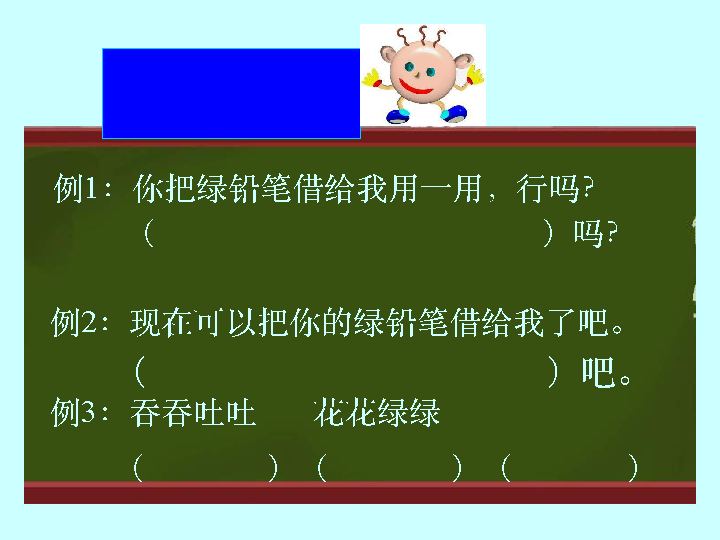 例1：你把绿铅笔借给我用一用，行吗?
（ ）吗?
例2：现在可以把你的绿铅笔借给我了吧。
（ ）吧。
例3：吞吞吐吐 花花绿绿
（ ）（ ）（ ）